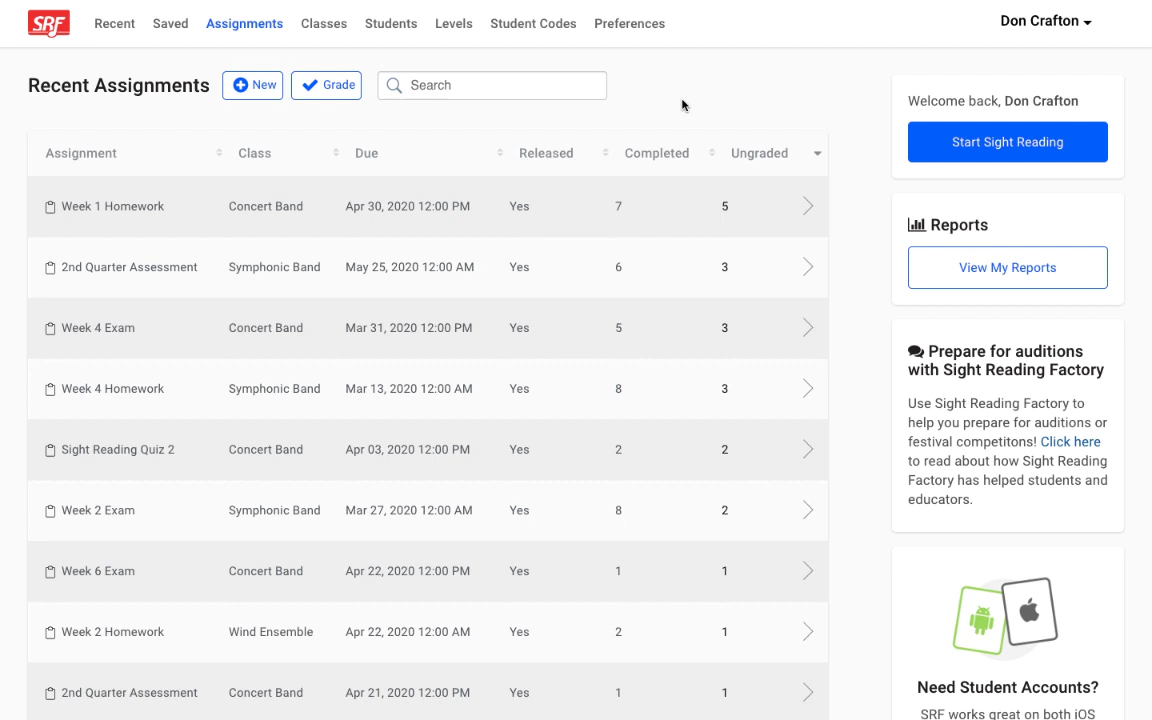 SRF Recent Saved Assignments Classes Students Levels Student Codes Preferences Don Crafton
Recent Assignments New Grade Search
Assignment Class Due Released Completed Ungraded
Week 1 Homework Concert Band Apr 30, 2020 12:00 PM Yes 7 5
2nd Quarter Assessment Symphonic Band May 25, 2020 12:00 AM Yes 6 3
Week 4 Exam Concert Band Mar 31, 2020 12:00 PM Yes 5 3
Week 4 Homework Symphonic Band Mar 13, 2020 12:00 AM Yes 8 3
Sight Reading Quiz 2 Concert Band Apr 03, 2020 12:00 PM Yes 2 2
Week 2 Exam Symphonic Band Mar 27, 2020 12:00 AM Yes 8 2
Week 6 Exam Concert Band Apr 22, 2020 12:00 PM Yes 1 1
Week 2 Homework Wind Ensemble Apr 22, 2020 12:00 AM Yes 2 1
2nd Quarter Assessment Concert Band Apr 21, 2020 12:00 PM Yes 1 1
Welcome back, Don Crafton
Start Sight Reading
Reports
View My Reports
Prepare for auditions
with Sight Reading Factory
Use Sight Reading Factory to
help you prepare for auditions or
festival competitons! Click here
to read about how Sight Reading
Factory has helped students and
educators.
Need Student Accounts?
SRF works great on both iOS